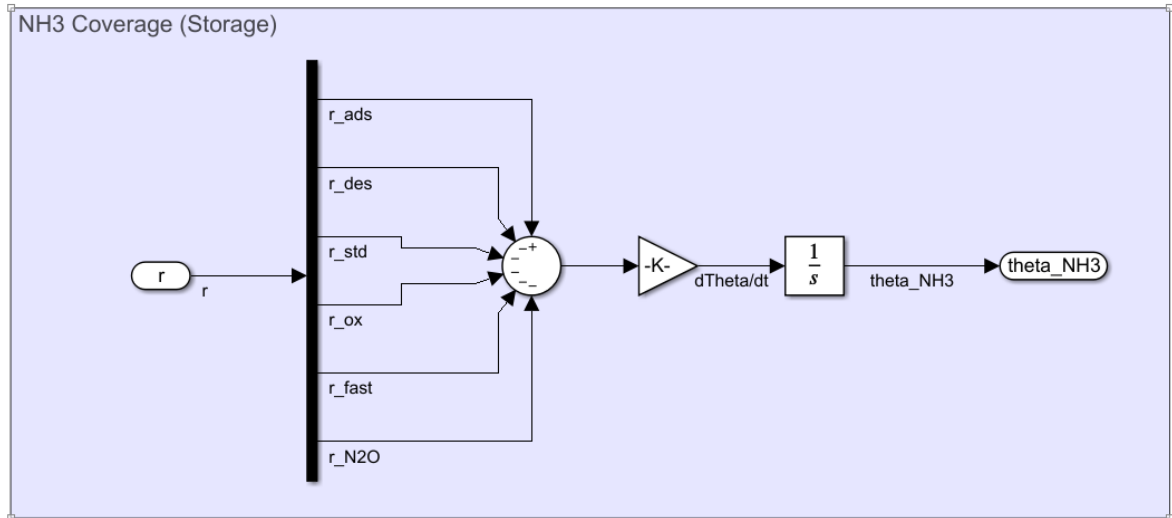 NH3 Coverage (Storage)
r_ads
r_des
r_std
r
r
r_ox
r_fast
r_N2O
−+
−
−
−−
-K-
dTheta/dt
1
s
theta_NH3
theta_NH3